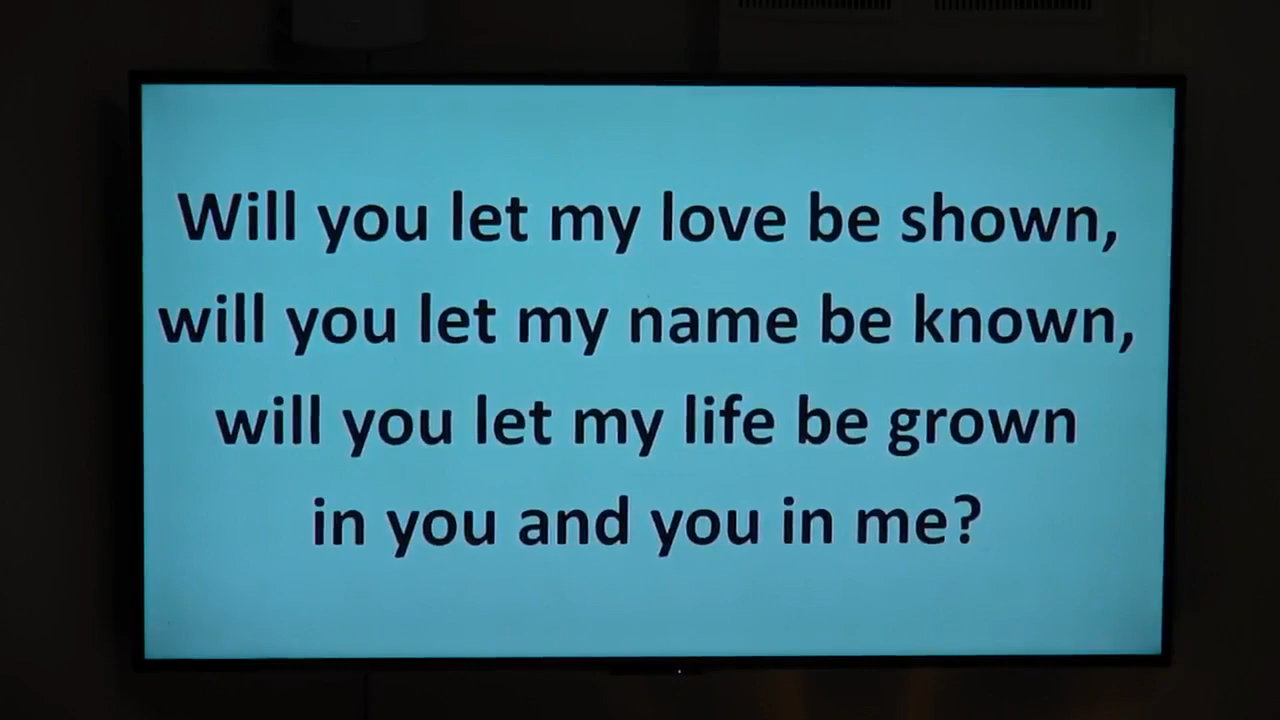 Will you let my love be shown,
will you let my name be known,
will you let my life be grown
in you and you in me?